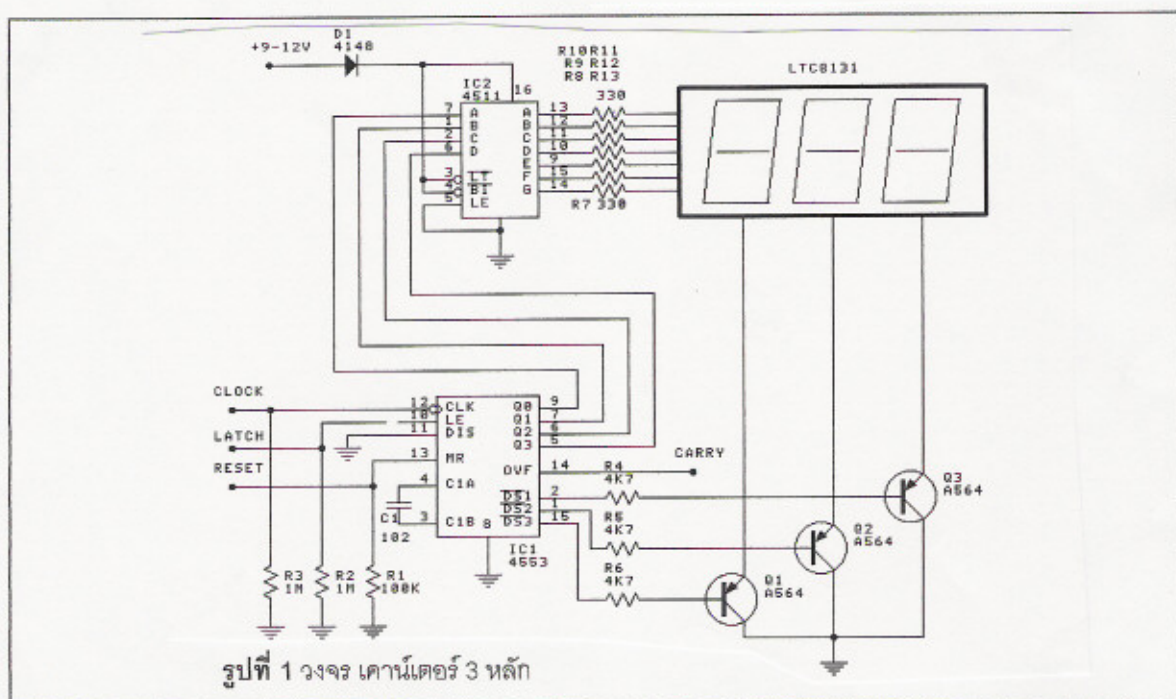 +9-12V
D1
4148
R10R11
R9 R12
R8 R13
330
LTC8131
IC2
4511
16
7 A
1 B
2 C
6 D
3 LT
4 BI
5 LE
A 13
B 12
C 11
D 10
E 9
F 15
G 14
R7 330
CLOCK
LATCH
RESET
12 CLK
10 LE
11 DIS
13 MR
4 C1A
3 C1B
8
Q0 9
Q1 7
Q2 6
Q3 5
OVF 14
CARRY
DS1 2
DS2 1
DS3 15
IC1
4553
C1
102
R4
4K7
R5
4K7
R6
4K7
Q3
A564
Q2
A564
Q1
A564
R3
1M
R2
1M
R1
100K
รูปที่ 1 วงจร เคาน์เตอร์ 3 หลัก